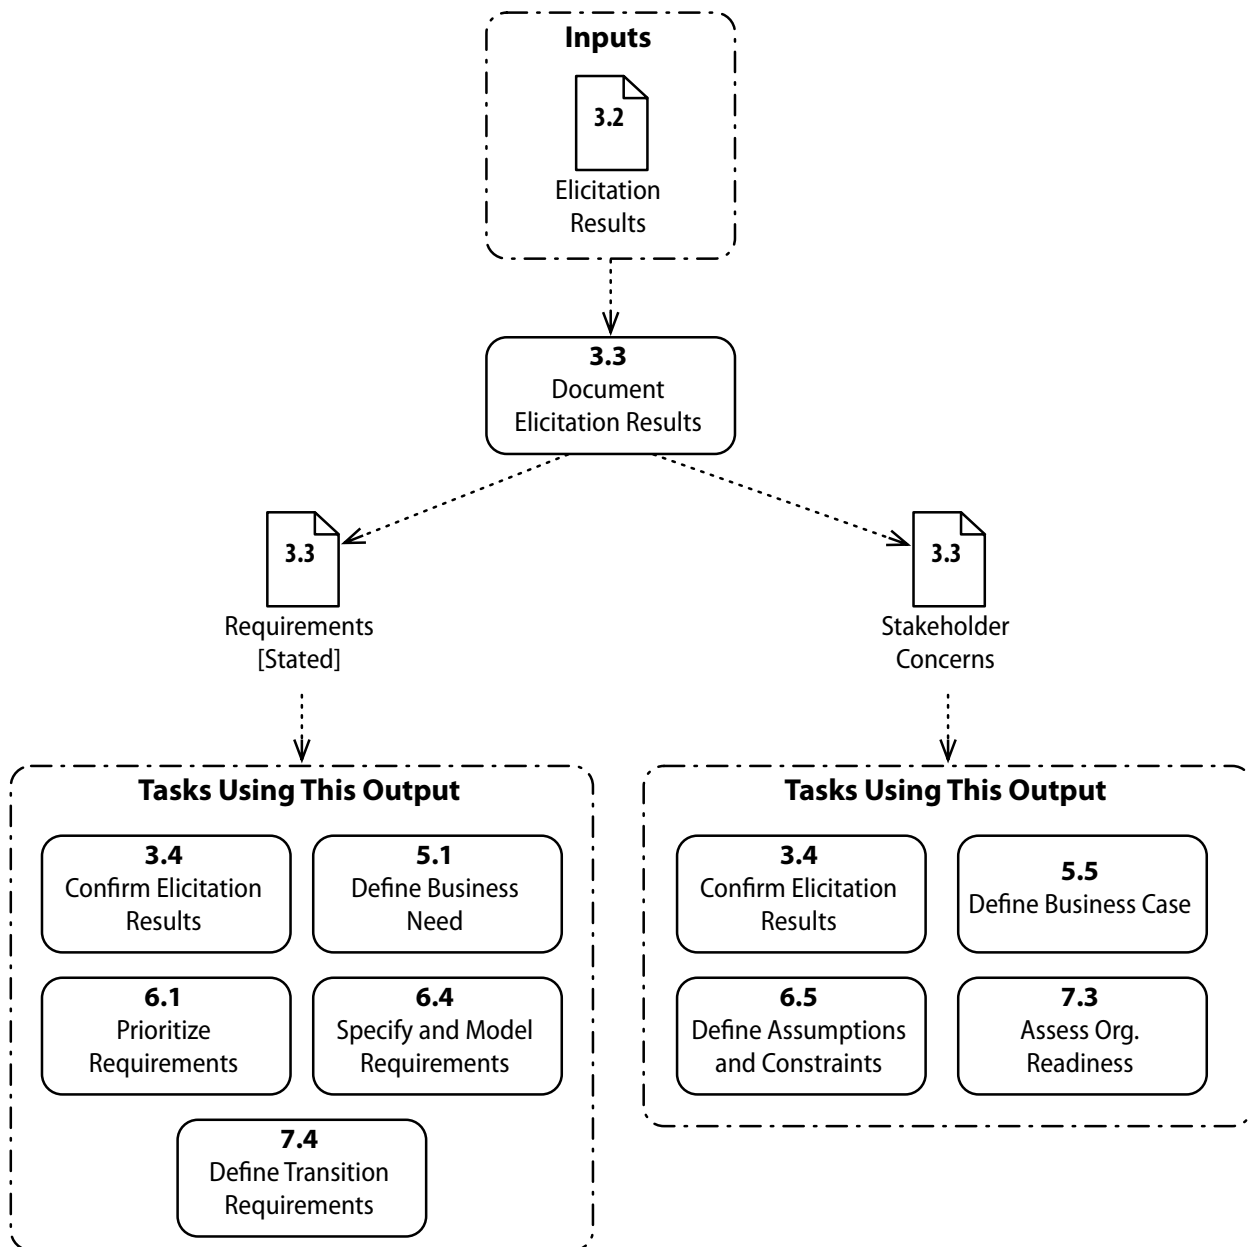 Inputs
3.2
Elicitation
Results
3.3
Document
Elicitation Results
3.3
Requirements
[Stated]
3.3
Stakeholder
Concerns
Tasks Using This Output
3.4
Confirm Elicitation
Results
5.1
Define Business
Need
6.1
Prioritize
Requirements
6.4
Specify and Model
Requirements
7.4
Define Transition
Requirements
Tasks Using This Output
3.4
Confirm Elicitation
Results
5.5
Define Business Case
6.5
Define Assumptions
and Constraints
7.3
Assess Org.
Readiness